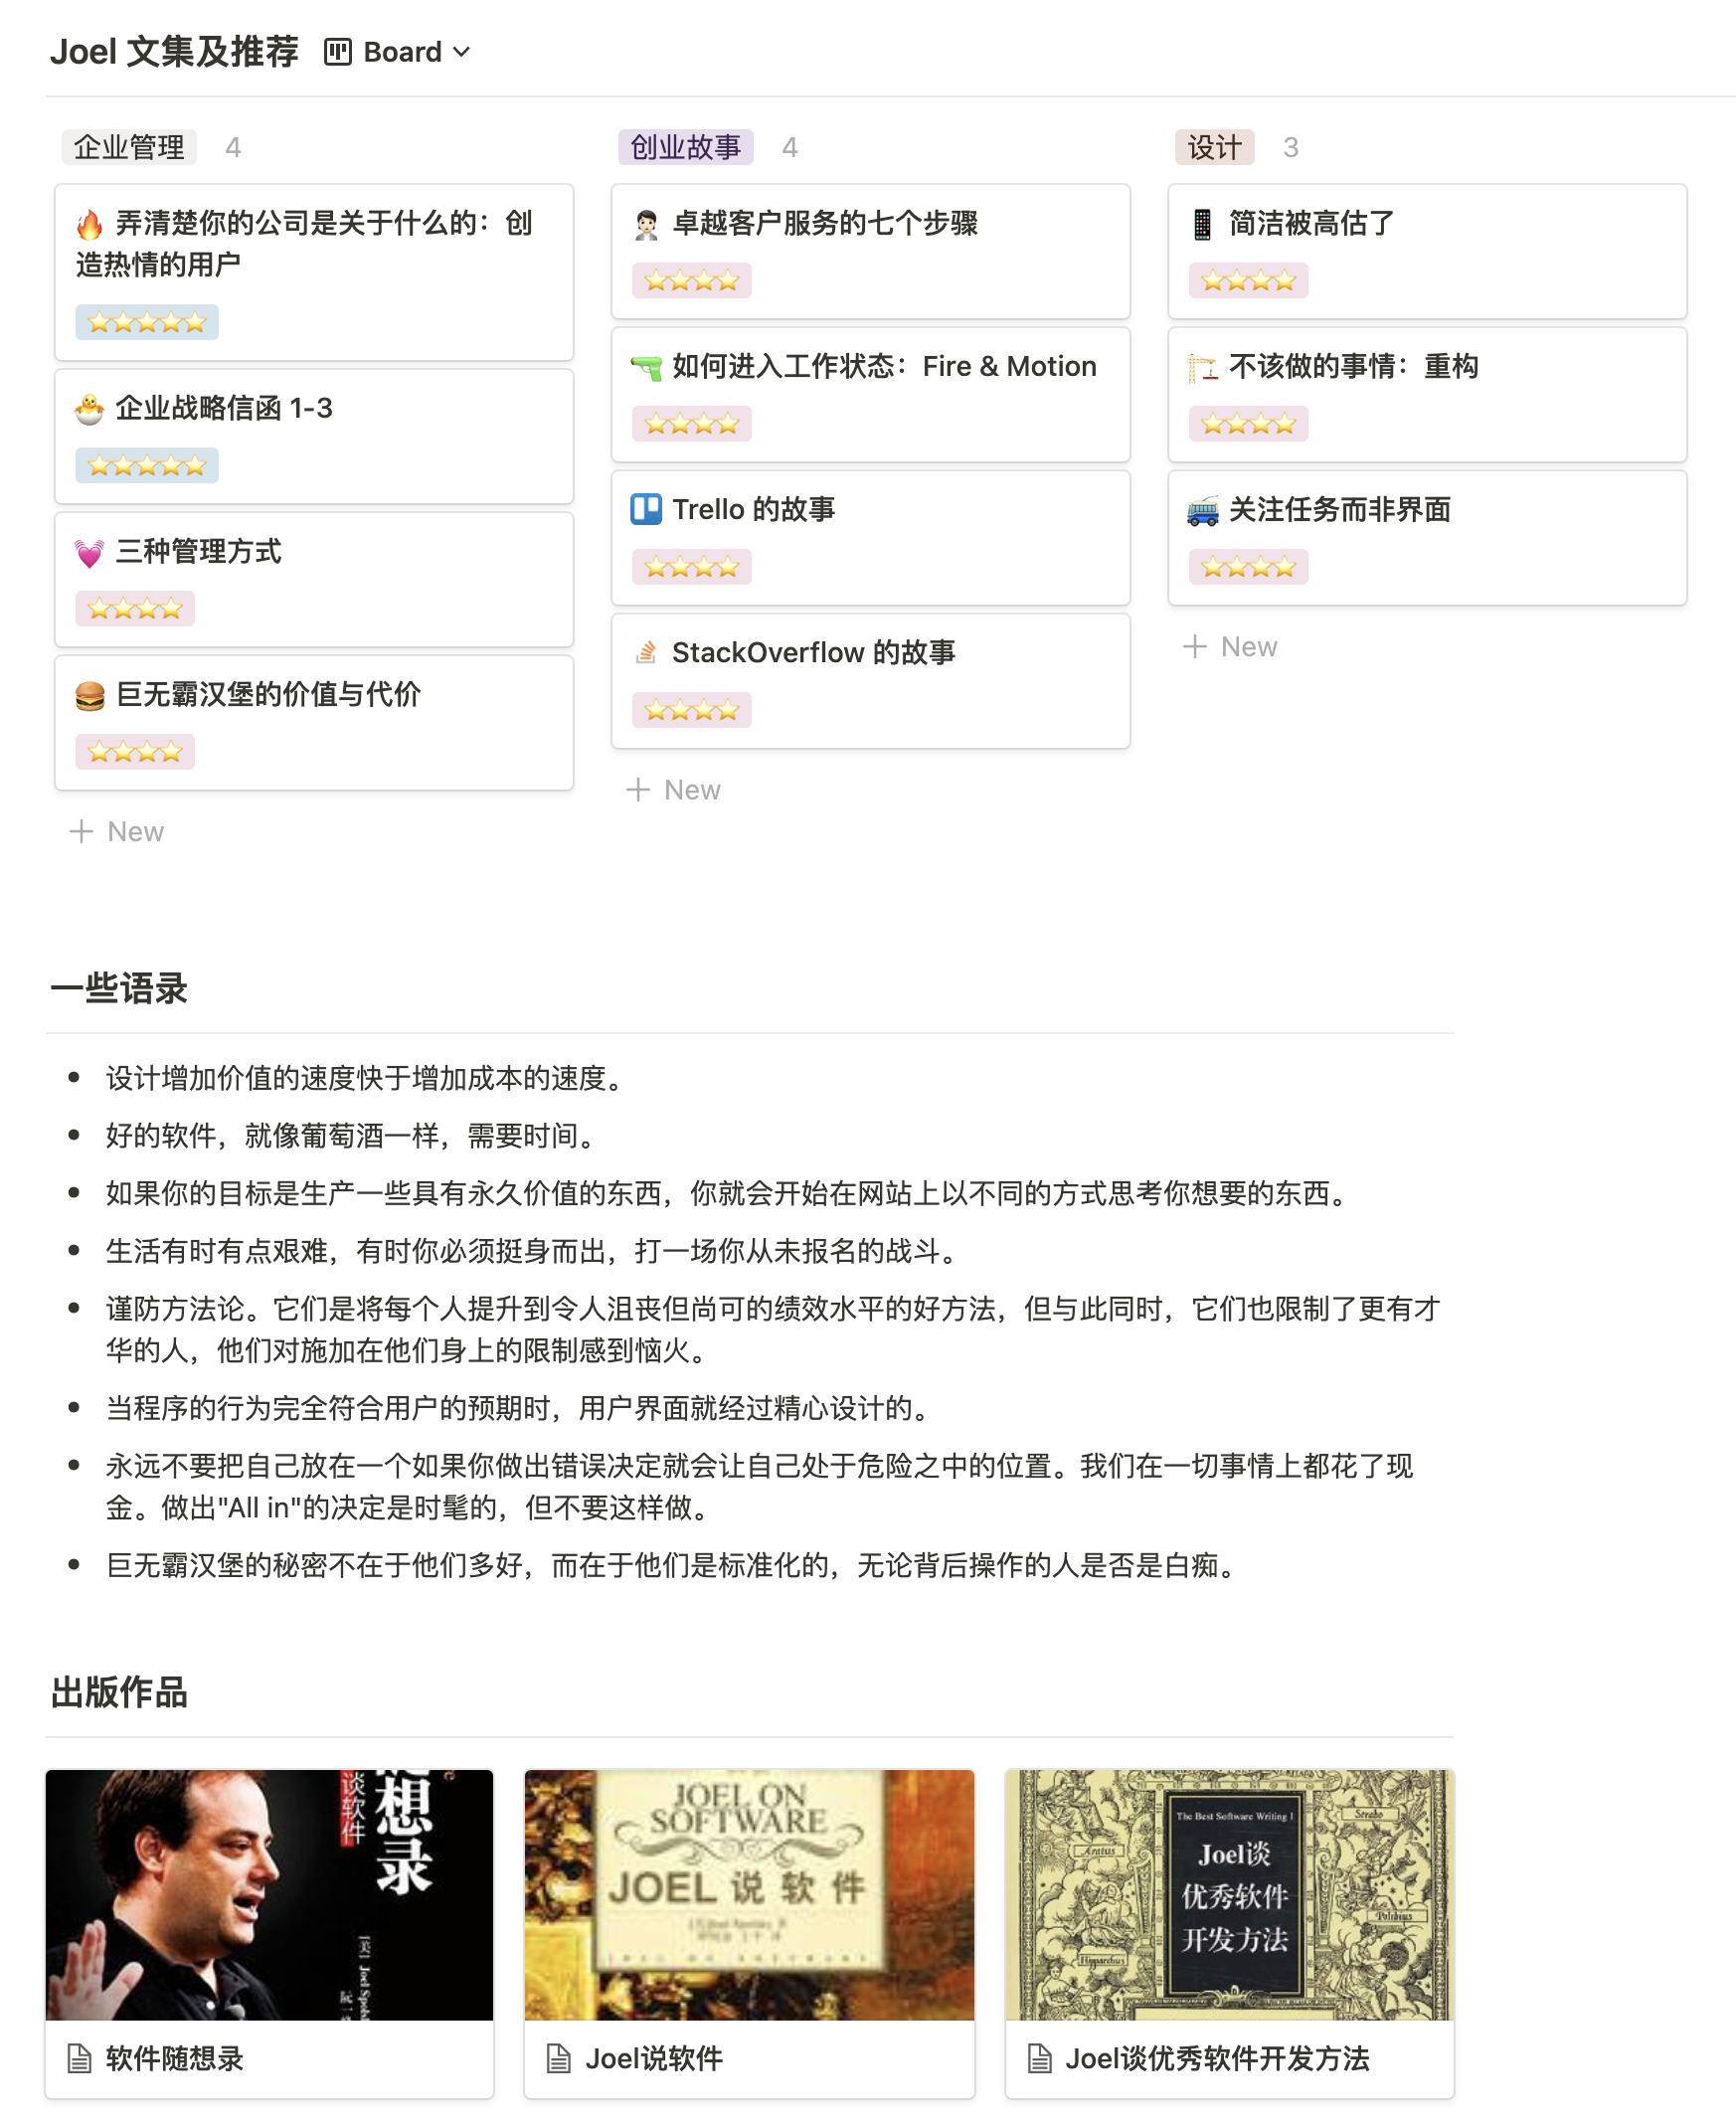 Joel 文集及推荐 Board
企业管理 4
🔥 弄清楚你的公司是关于什么的：创
造热情的用户
⭐⭐⭐⭐⭐
🐣 企业战略信函 1-3
⭐⭐⭐⭐⭐
💓 三种管理方式
⭐⭐⭐⭐
🍔 巨无霸汉堡的价值与代价
⭐⭐⭐⭐
+ New
创业故事 4
卓越客户服务的七个步骤
⭐⭐⭐⭐
🔫 如何进入工作状态：Fire & Motion
⭐⭐⭐⭐
Trello 的故事
⭐⭐⭐⭐
StackOverflow 的故事
⭐⭐⭐⭐
+ New
设计 3
📱 简洁被高估了
⭐⭐⭐⭐
🏗 不该做的事情：重构
⭐⭐⭐⭐
🚎 关注任务而非界面
⭐⭐⭐⭐
+ New
一些语录
• 设计增加价值的速度快于增加成本的速度。
• 好的软件，就像葡萄酒一样，需要时间。
• 如果你的目标是生产一些具有永久价值的东西，你就会开始在网站上以不同的方式思考你想要的东西。
• 生活有时有点艰难，有时你必须挺身而出，打一场你从未报名的战斗。
• 谨防方法论。它们是将每个人提升到令人沮丧但尚可的绩效水平的好方法，但与此同时，它们也限制了更有才
华的人，他们对施加在他们身上的限制感到恼火。
• 当程序的行为完全符合用户的预期时，用户界面就经过精心设计的。
• 永远不要把自己放在一个如果你做出错误决定就会让自己处于危险之中的位置。我们在一切事情上都花了现
金。做出"All in"的决定是时髦的，但不要这样做。
• 巨无霸汉堡的秘密不在于他们多好，而在于他们是标准化的，无论背后操作的人是否是白痴。
出版作品
想录
谈软件
[美] Joel
软件随想录
JOEL ON
SOFTWARE
JOEL 说软件
Joel说软件
The Best Software Writing I
Joel谈
优秀软件
开发方法
Strabo
Aratus
Polibius
Hipparchus
Joel谈优秀软件开发方法